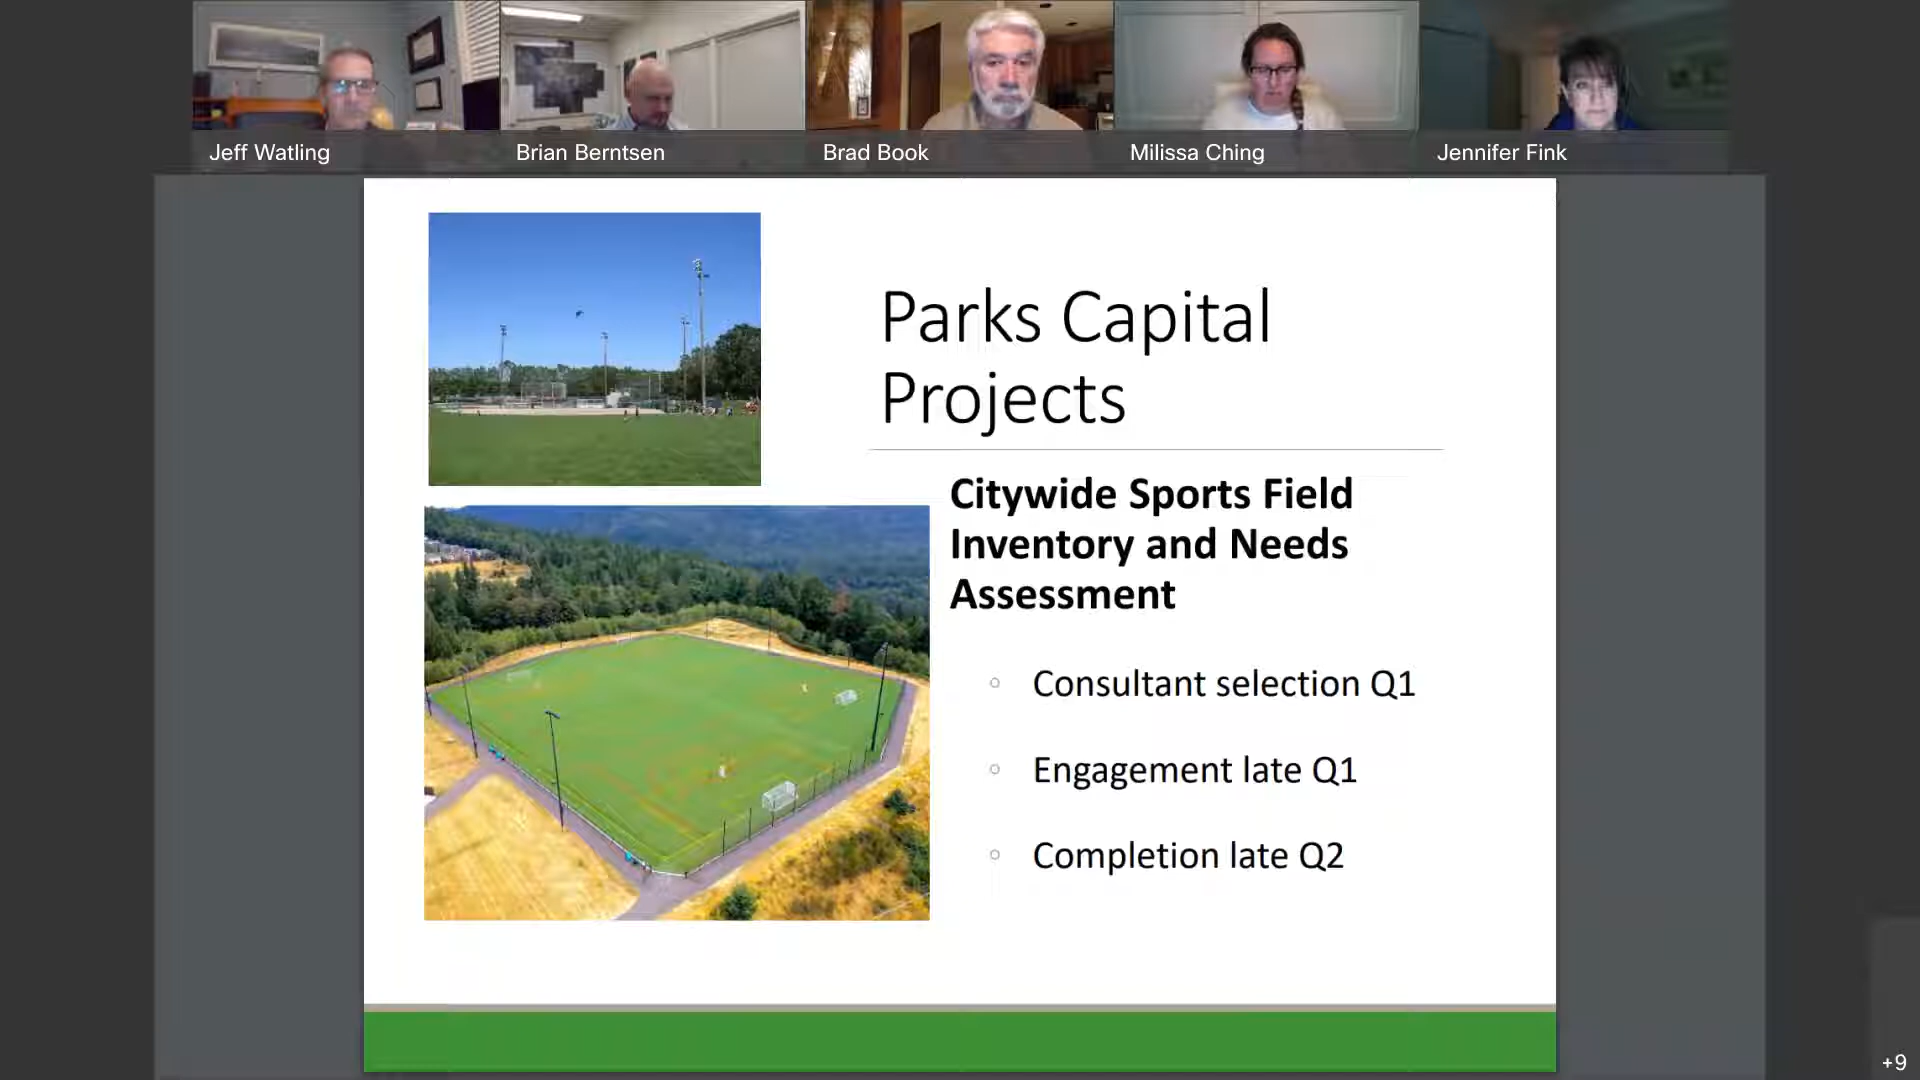 Jeff Watling
Brian Berntsen
Brad Book
Milissa Ching
Jennifer Fink
Parks Capital
Projects
Citywide Sports Field
Inventory and Needs
Assessment
Consultant selection Q1
Engagement late Q1
Completion late Q2
+9